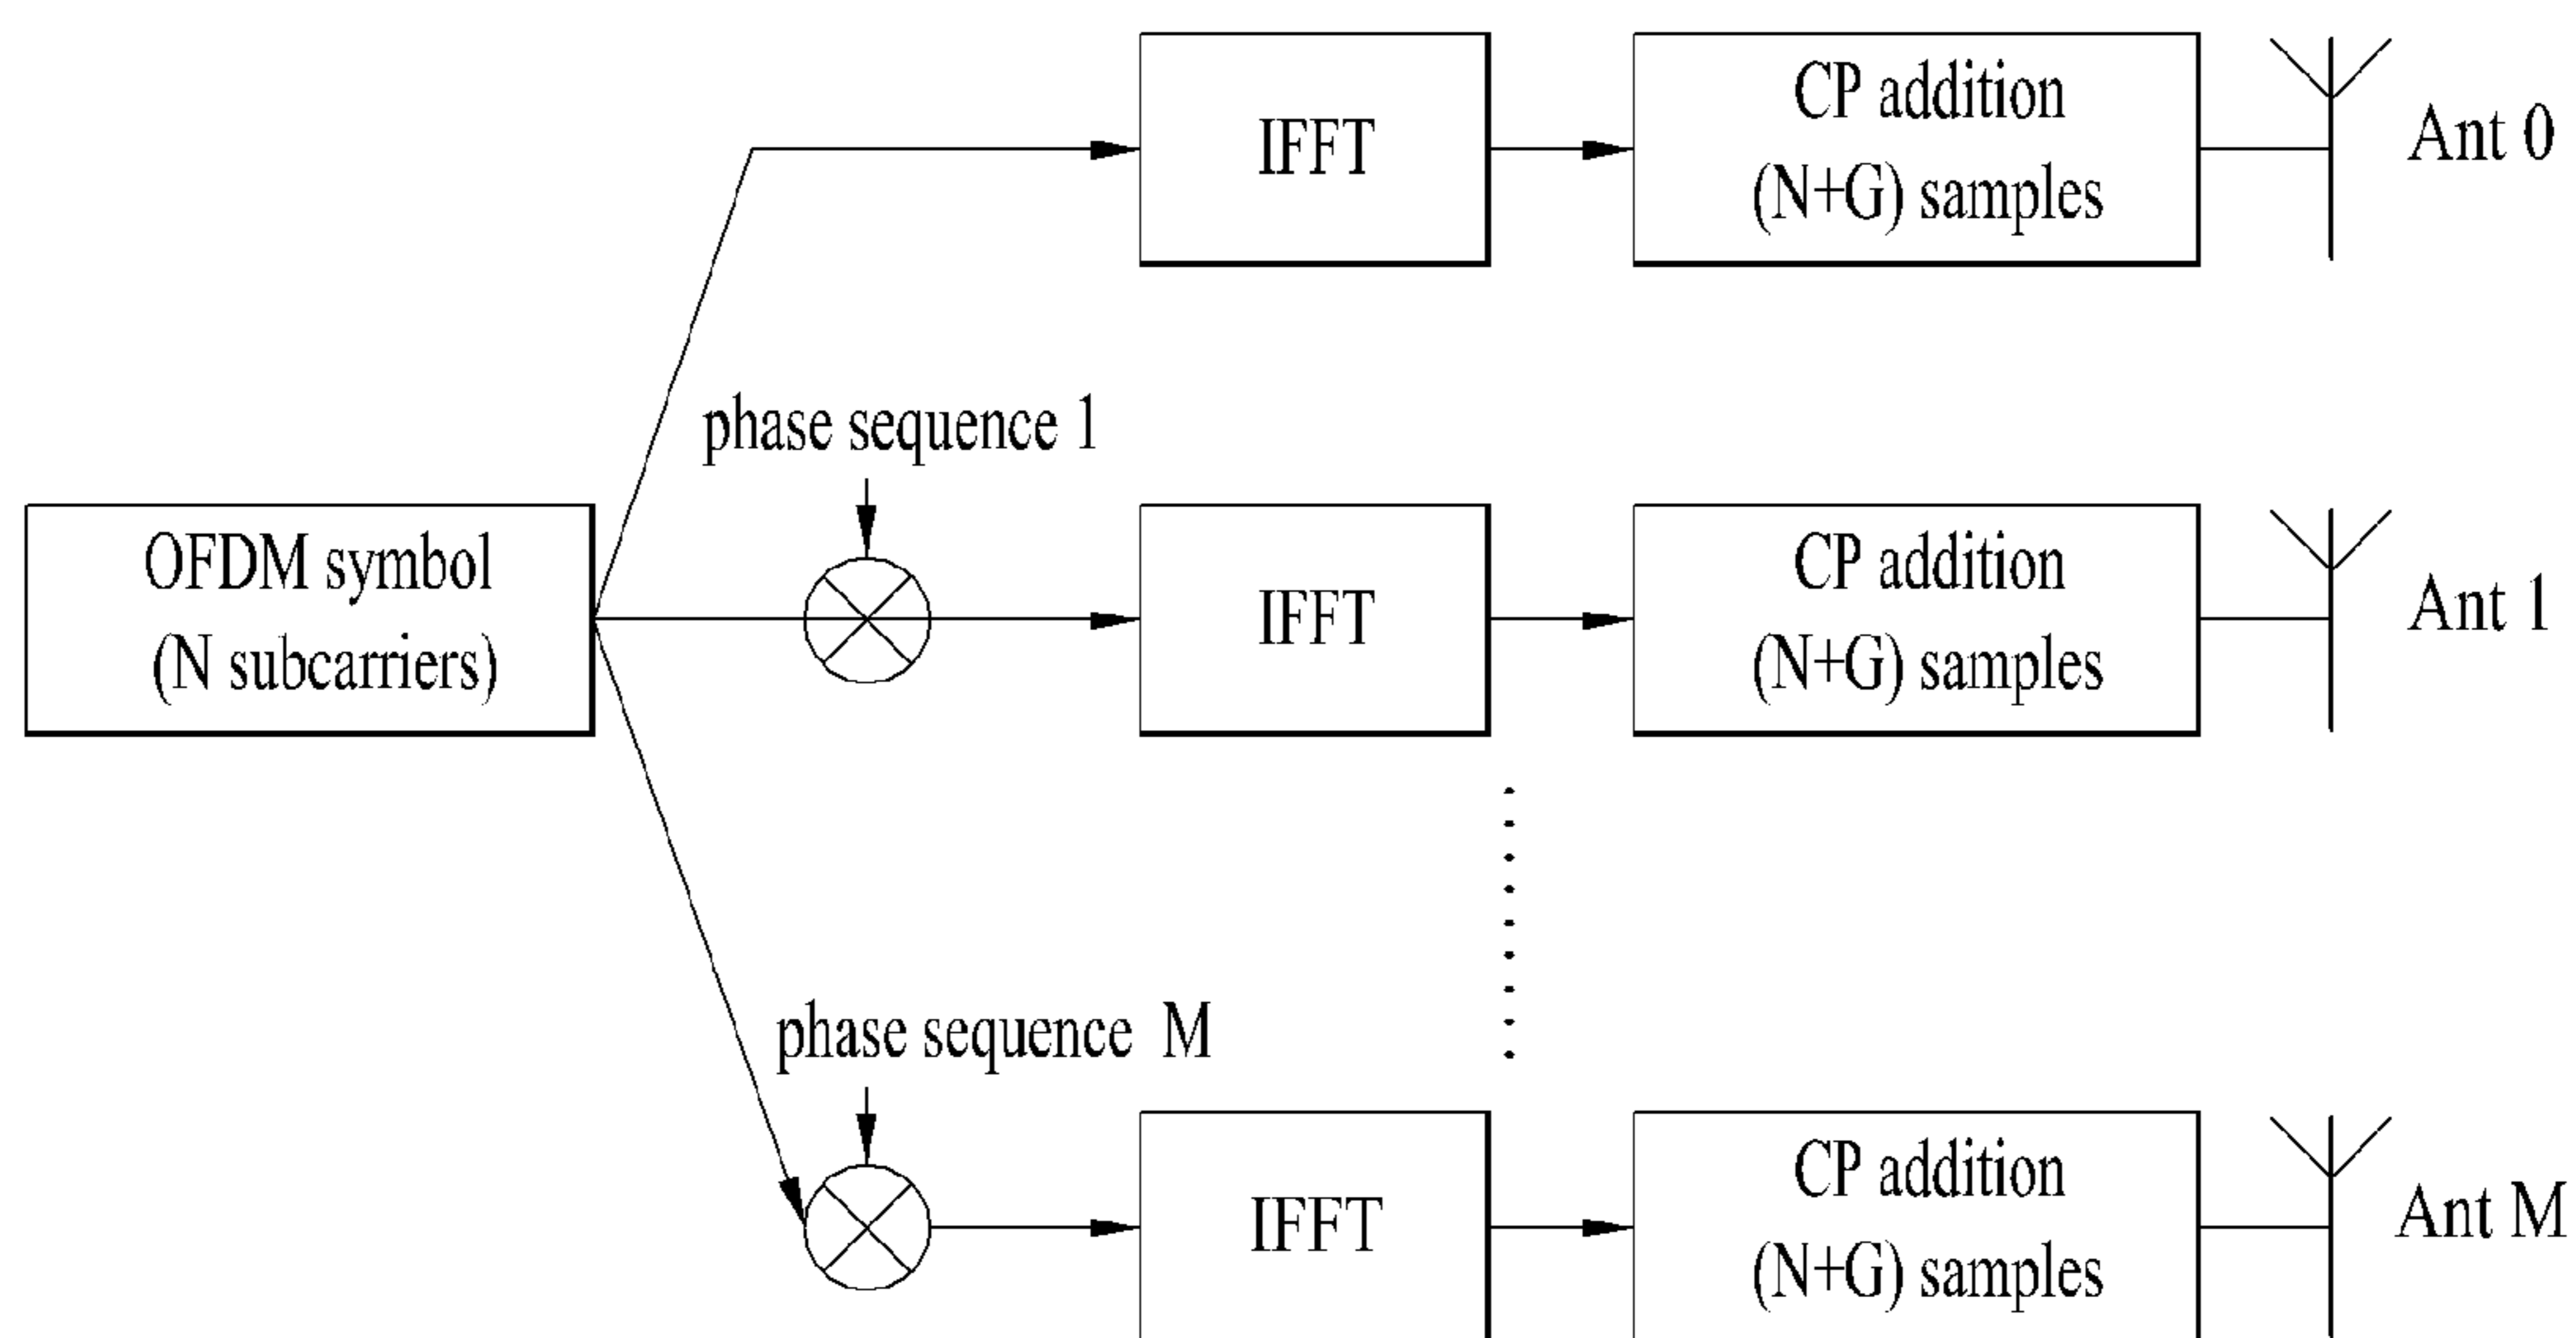 IFFT
CP addition
(N+G) samples
Ant 0
phase sequence 1
OFDM symbol
(N subcarriers)
IFFT
CP addition
(N+G) samples
Ant 1
phase sequence M
IFFT
CP addition
(N+G) samples
Ant M